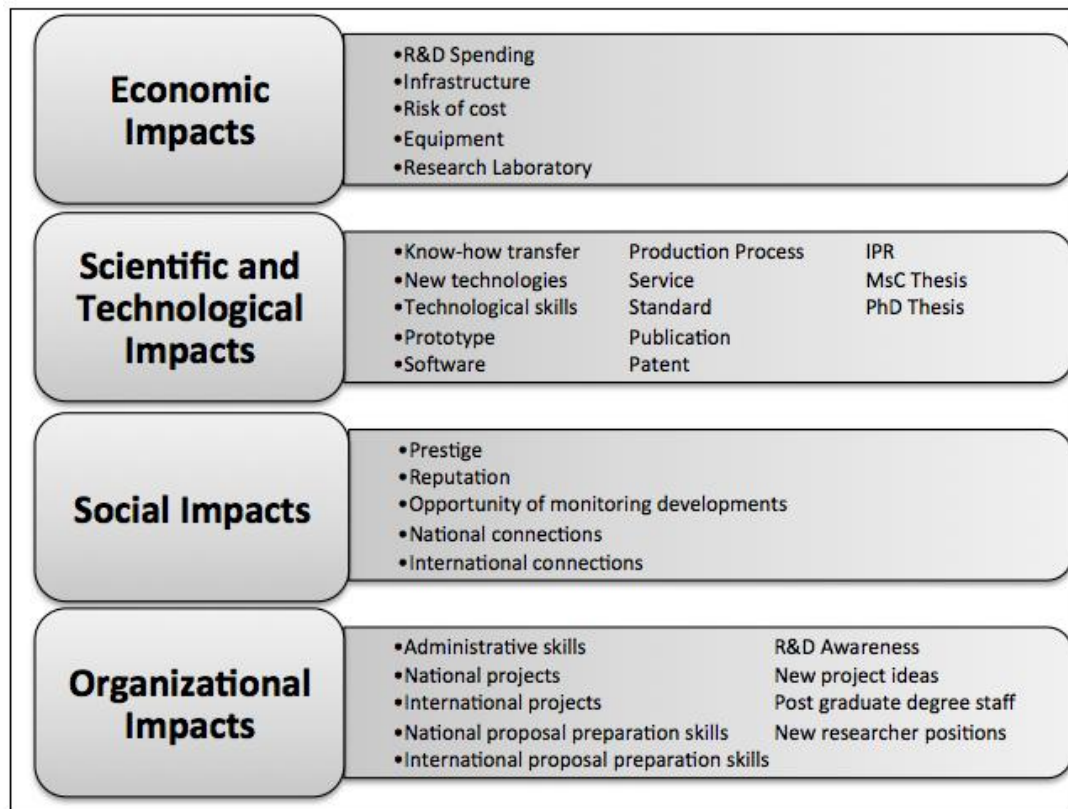 Economic
Impacts
•R&D Spending
•Infrastructure
•Risk of cost
•Equipment
•Research Laboratory
Scientific and
Technological
Impacts
•Know-how transfer Production Process IPR
•New technologies Service MsC Thesis
•Technological skills Standard PhD Thesis
•Prototype Publication
•Software Patent
Social Impacts
•Prestige
•Reputation
•Opportunity of monitoring developments
•National connections
•International connections
Organizational
Impacts
•Administrative skills R&D Awareness
•National projects New project ideas
•International projects Post graduate degree staff
•National proposal preparation skills New researcher positions
•International proposal preparation skills